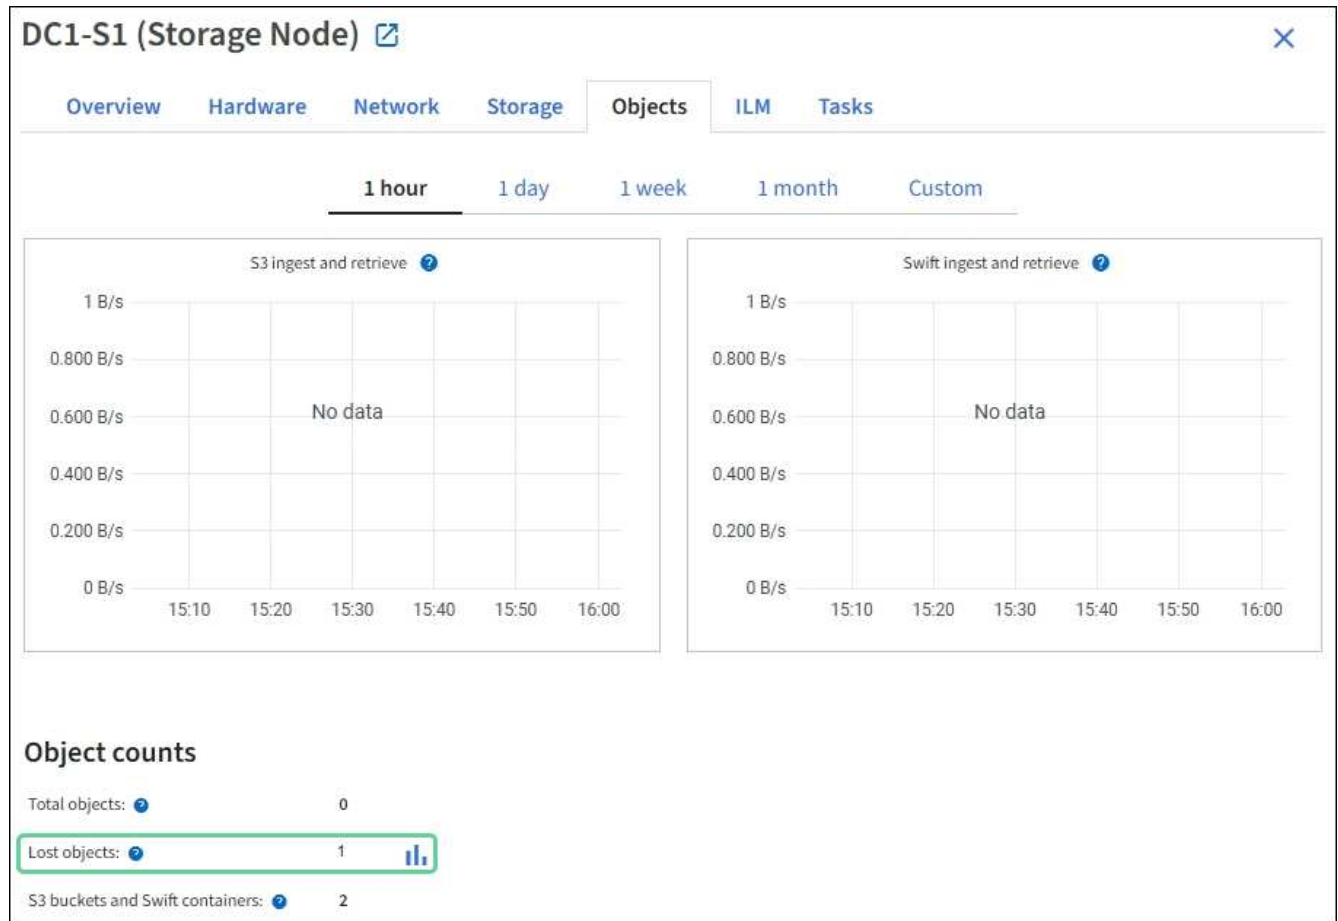 DC1-S1 (Storage Node)
Overview Hardware Network Storage Objects ILM Tasks
1 hour 1 day 1 week 1 month Custom
S3 ingest and retrieve
1 B/s
0.800 B/s
0.600 B/s
0.400 B/s
0.200 B/s
0 B/s
No data
15:10 15:20 15:30 15:40 15:50 16:00
Swift ingest and retrieve
1 B/s
0.800 B/s
0.600 B/s
0.400 B/s
0.200 B/s
0 B/s
No data
15:10 15:20 15:30 15:40 15:50 16:00
Object counts
Total objects: 0
Lost objects: 1
S3 buckets and Swift containers: 2